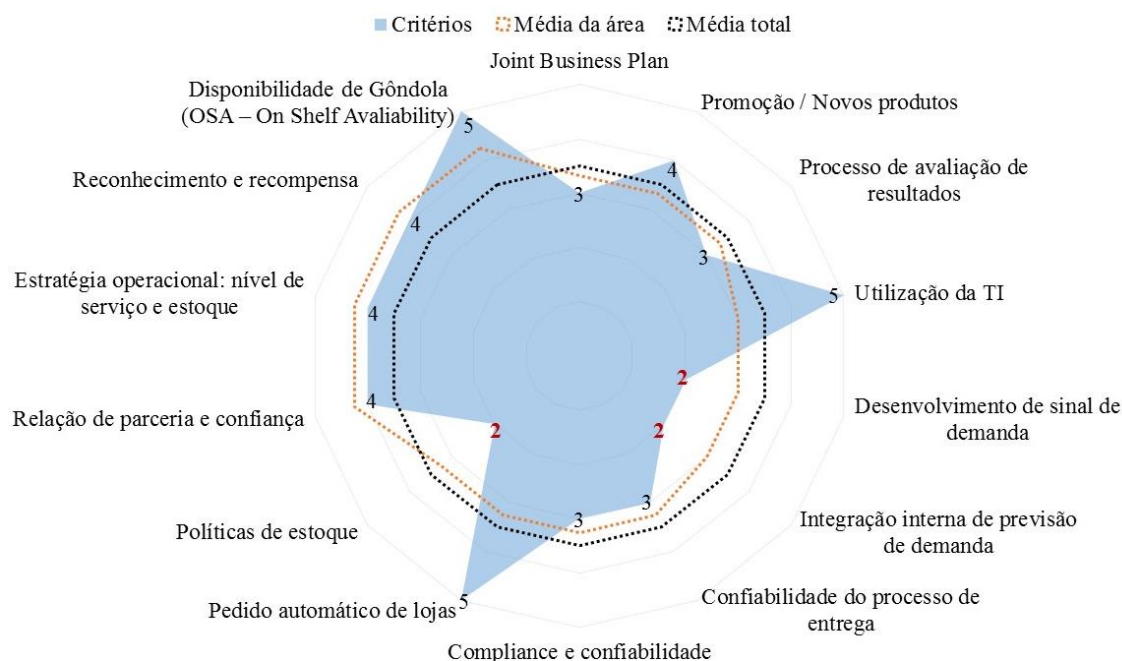 Critérios Média da área Média total
Joint Business Plan
Promoção / Novos produtos
Processo de avaliação de
resultados
Utilização da TI
Desenvolvimento de sinal de
demanda
Integração interna de previsão
de demanda
Confiabilidade do processo de
entrega
Compliance e confiabilidade
Pedido automático de lojas
Políticas de estoque
Relação de parceria e confiança
Estratégia operacional: nível de
serviço e estoque
Reconhecimento e recompensa
Disponibilidade de Gôndola
(OSA – On Shelf Avaliability)
3
4
3
5
2
2
3
3
5
2
4
4
4
5